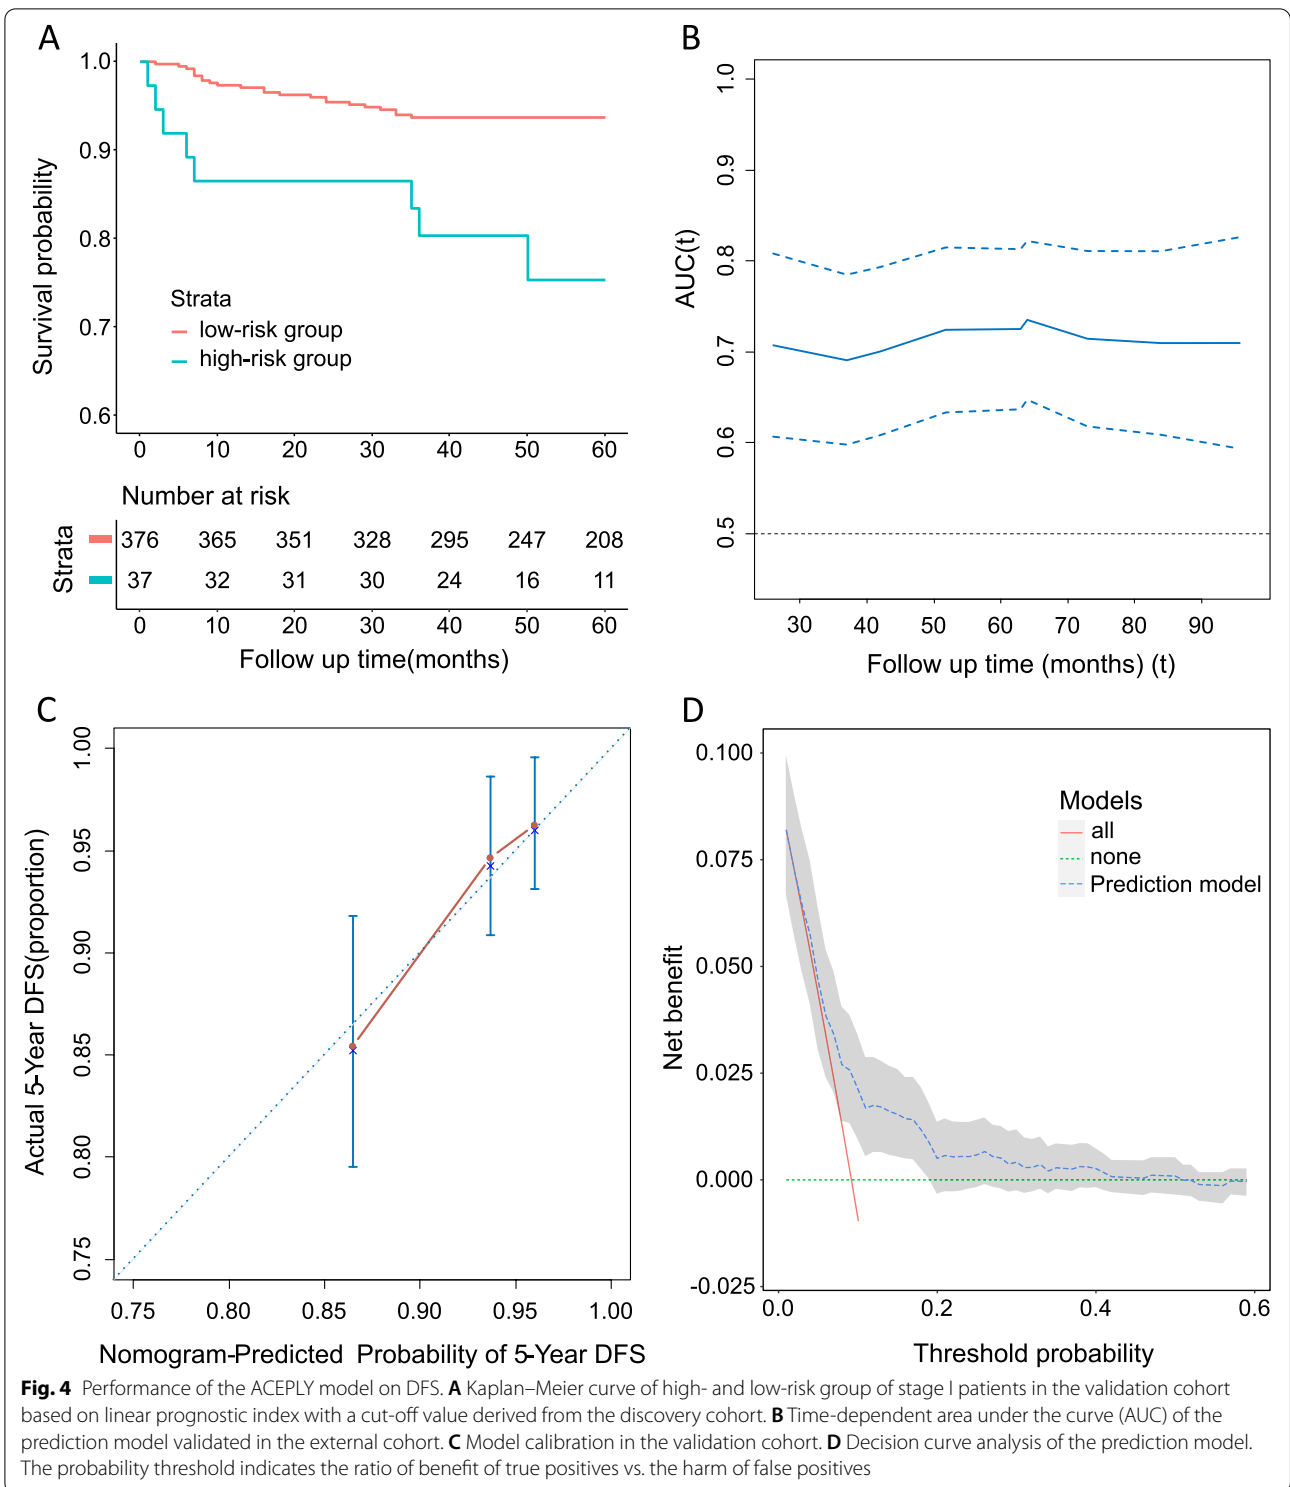 A
1.0
0.9
0.8
0.7
0.6
Survival probability
Strata
low-risk group
high-risk group
0 10 20 30 40 50 60
Number at risk
Strata
376 365 351 328 295 247 208
37 32 31 30 24 16 11
0 10 20 30 40 50 60
Follow up time(months)
B
1.0
0.9
0.8
0.7
0.6
0.5
AUC(t)
30 40 50 60 70 80 90
Follow up time (months) (t)
C
1.00
0.95
0.90
0.85
0.80
0.75
Actual 5-Year DFS(proportion)
0.75 0.80 0.85 0.90 0.95 1.00
Nomogram-Predicted Probability of 5-Year DFS
D
0.100
0.075
0.050
0.025
0.000
-0.025
Net benefit
Models
all
none
Prediction model
0.0 0.2 0.4 0.6
Threshold probability
Fig. 4 Performance of the ACEPLY model on DFS. A Kaplan–Meier curve of high- and low-risk group of stage I patients in the validation cohort
based on linear prognostic index with a cut-off value derived from the discovery cohort. B Time-dependent area under the curve (AUC) of the
prediction model validated in the external cohort. C Model calibration in the validation cohort. D Decision curve analysis of the prediction model.
The probability threshold indicates the ratio of benefit of true positives vs. the harm of false positives